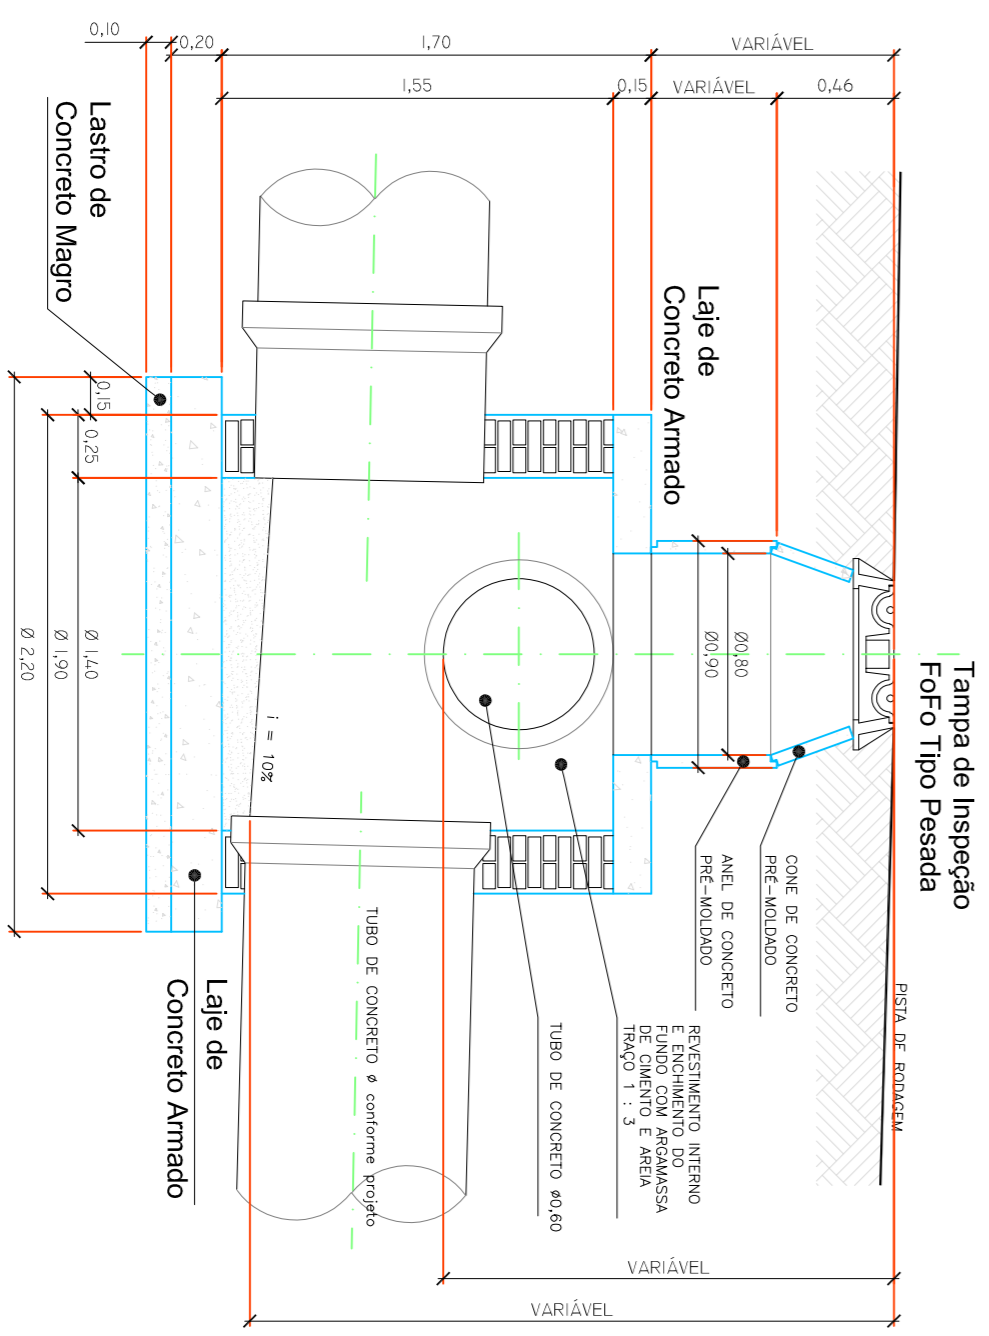 Tampa de Inspeção
FoFo Tipo Pesada
PISTA DE RODAGEM
CONE DE CONCRETO
PRÉ-MOLDADO
ANEL DE CONCRETO
PRÉ-MOLDADO
REVESTIMENTO INTERNO
E ENCHIMENTO DO
FUNDO COM ARGAMASSA
DE CIMENTO E AREIA
TRAÇO 1 : 3
TUBO DE CONCRETO ø0,60
TUBO DE CONCRETO ø conforme projeto
Laje de
Concreto Armado
Laje de
Concreto Armado
Lastro de
Concreto Magro
i = 10%
Ø0,80
Ø0,90
VARIÁVEL
1,70
0,20
0,10
0,46
VARIÁVEL
0,15
1,55
0,15
0,25
Ø 1,40
Ø 1,90
Ø 2,20
VARIÁVEL
VARIÁVEL